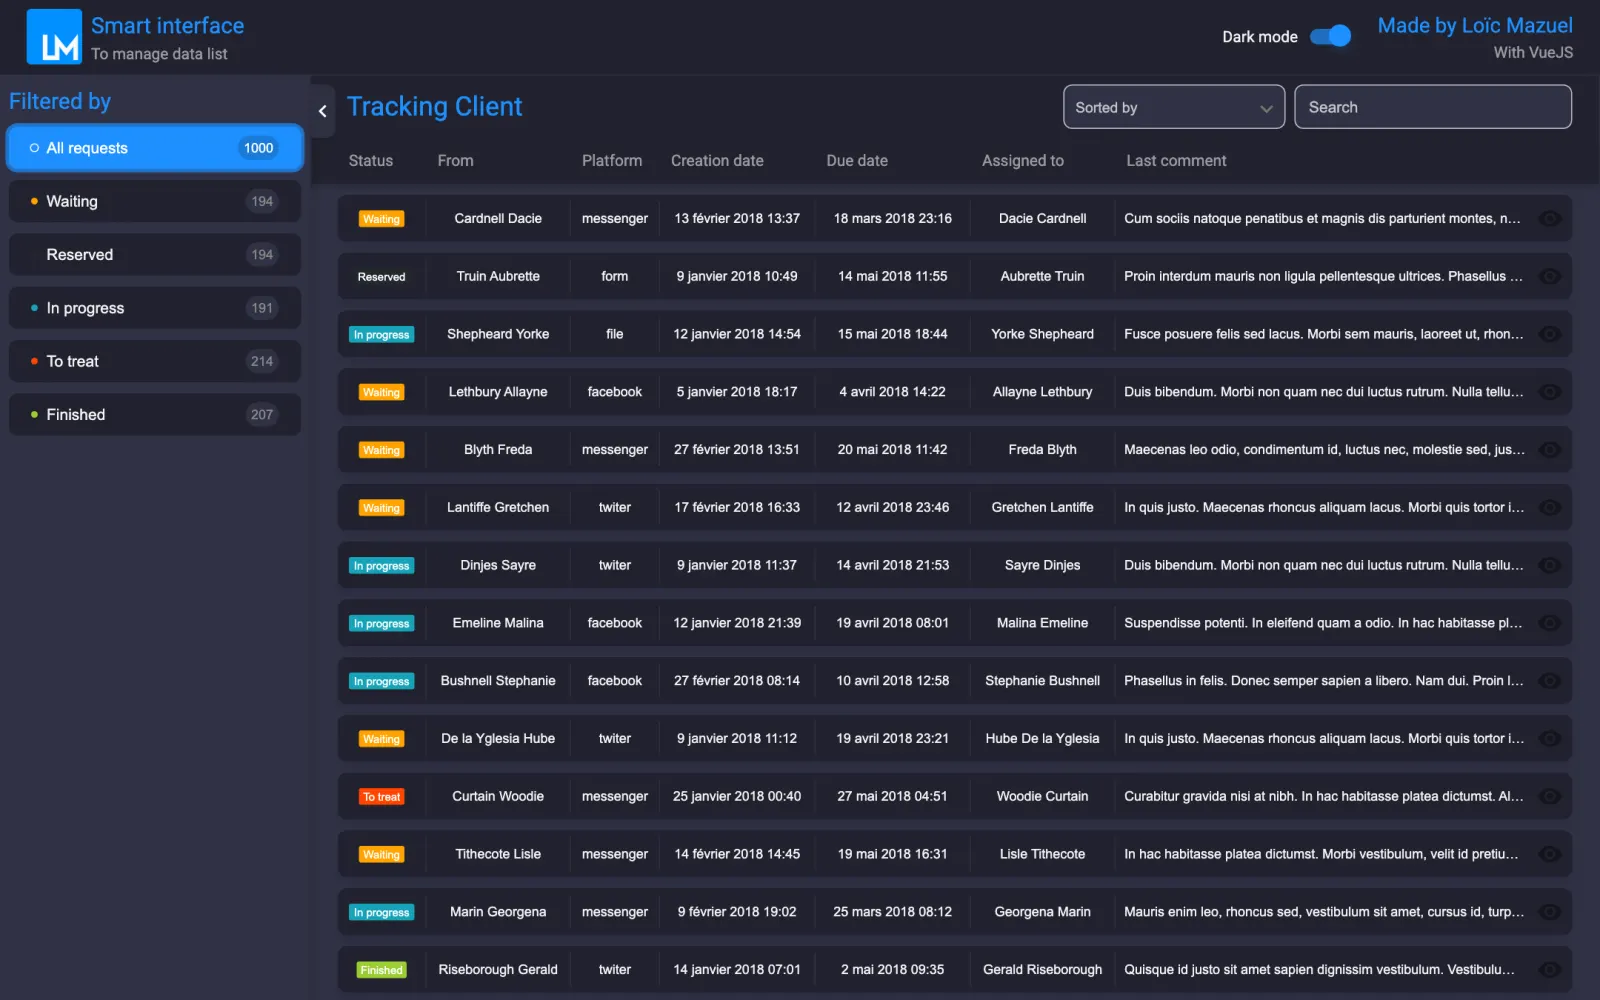 LM
Smart interface
To manage data list
Dark mode
Made by Loïc Mazuel
With VueJS
Filtered by
All requests 1000
Waiting 194
Reserved 194
In progress 191
To treat 214
Finished 207
Tracking Client
Sorted by
Search
Status From Platform Creation date Due date Assigned to Last comment
Waiting Cardnell Dacie messenger 13 février 2018 13:37 18 mars 2018 23:16 Dacie Cardnell Cum sociis natoque penatibus et magnis dis parturient montes, n...
Reserved Truin Aubrette form 9 janvier 2018 10:49 14 mai 2018 11:55 Aubrette Truin Proin interdum mauris non ligula pellentesque ultrices. Phasellus ...
In progress Shepheard Yorke file 12 janvier 2018 14:54 15 mai 2018 18:44 Yorke Shepheard Fusce posuere felis sed lacus. Morbi sem mauris, laoreet ut, rhon...
Waiting Lethbury Allayne facebook 5 janvier 2018 18:17 4 avril 2018 14:22 Allayne Lethbury Duis bibendum. Morbi non quam nec dui luctus rutrum. Nulla tellu...
Waiting Blyth Freda messenger 27 février 2018 13:51 20 mai 2018 11:42 Freda Blyth Maecenas leo odio, condimentum id, luctus nec, molestie sed, jus...
Waiting Lantiffe Gretchen twiter 17 février 2018 16:33 12 avril 2018 23:46 Gretchen Lantiffe In quis justo. Maecenas rhoncus aliquam lacus. Morbi quis tortor i...
In progress Dinjes Sayre twiter 9 janvier 2018 11:37 14 avril 2018 21:53 Sayre Dinjes Duis bibendum. Morbi non quam nec dui luctus rutrum. Nulla tellu...
In progress Emeline Malina facebook 12 janvier 2018 21:39 19 avril 2018 08:01 Malina Emeline Suspendisse potenti. In eleifend quam a odio. In hac habitasse pl...
In progress Bushnell Stephanie facebook 27 février 2018 08:14 10 avril 2018 12:58 Stephanie Bushnell Phasellus in felis. Donec semper sapien a libero. Nam dui. Proin l...
Waiting De la Yglesia Hube twiter 9 janvier 2018 11:12 19 avril 2018 23:21 Hube De la Yglesia In quis justo. Maecenas rhoncus aliquam lacus. Morbi quis tortor i...
To treat Curtain Woodie messenger 25 janvier 2018 00:40 27 mai 2018 04:51 Woodie Curtain Curabitur gravida nisi at nibh. In hac habitasse platea dictumst. Al...
Waiting Tithecote Lisle messenger 14 février 2018 14:45 19 mai 2018 16:31 Lisle Tithecote In hac habitasse platea dictumst. Morbi vestibulum, velit id pretiu...
In progress Marin Georgena messenger 9 février 2018 19:02 25 mars 2018 08:12 Georgena Marin Mauris enim leo, rhoncus sed, vestibulum sit amet, cursus id, turp...
Finished Riseborough Gerald twiter 14 janvier 2018 07:01 2 mai 2018 09:35 Gerald Riseborough Quisque id justo sit amet sapien dignissim vestibulum. Vestibulu...